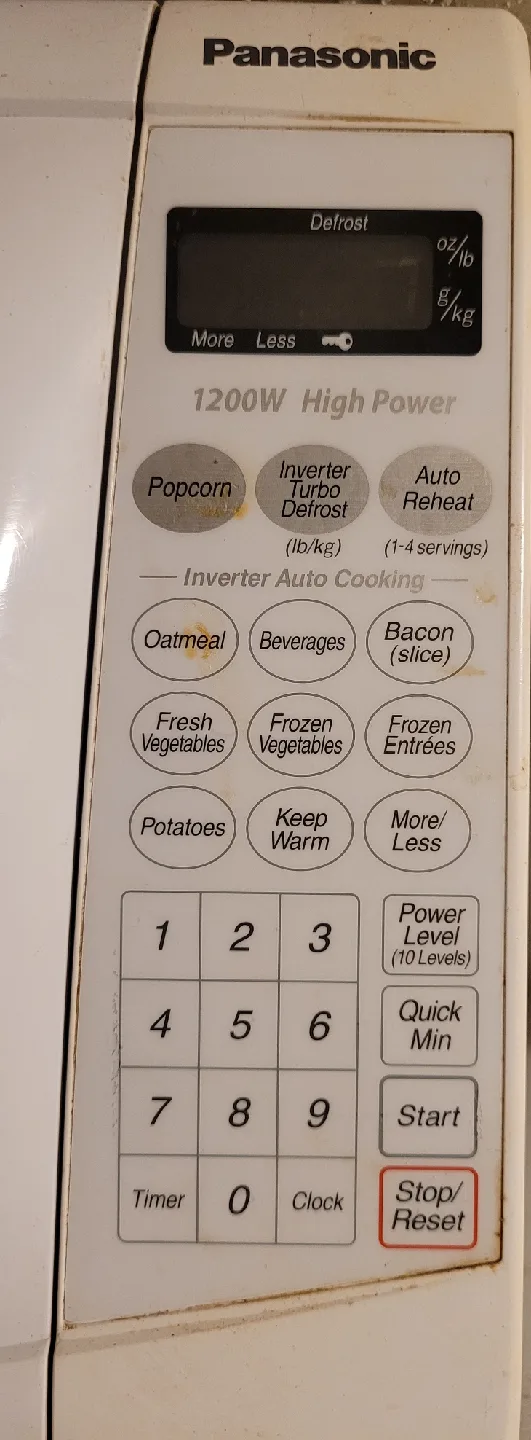 Panasonic
Defrost
oz/lb
g/kg
More Less
1200W High Power
Popcorn
Inverter
Turbo
Defrost
(lb/kg)
Auto
Reheat
(1-4 servings)
Inverter Auto Cooking
Oatmeal
Beverages
Bacon
(slice)
Fresh
Vegetables
Frozen
Vegetables
Frozen
Entrées
Potatoes
Keep
Warm
More/
Less
1 2 3
Power
Level
(10 Levels)
4 5 6
Quick
Min
7 8 9
Start
Timer 0 Clock
Stop/
Reset